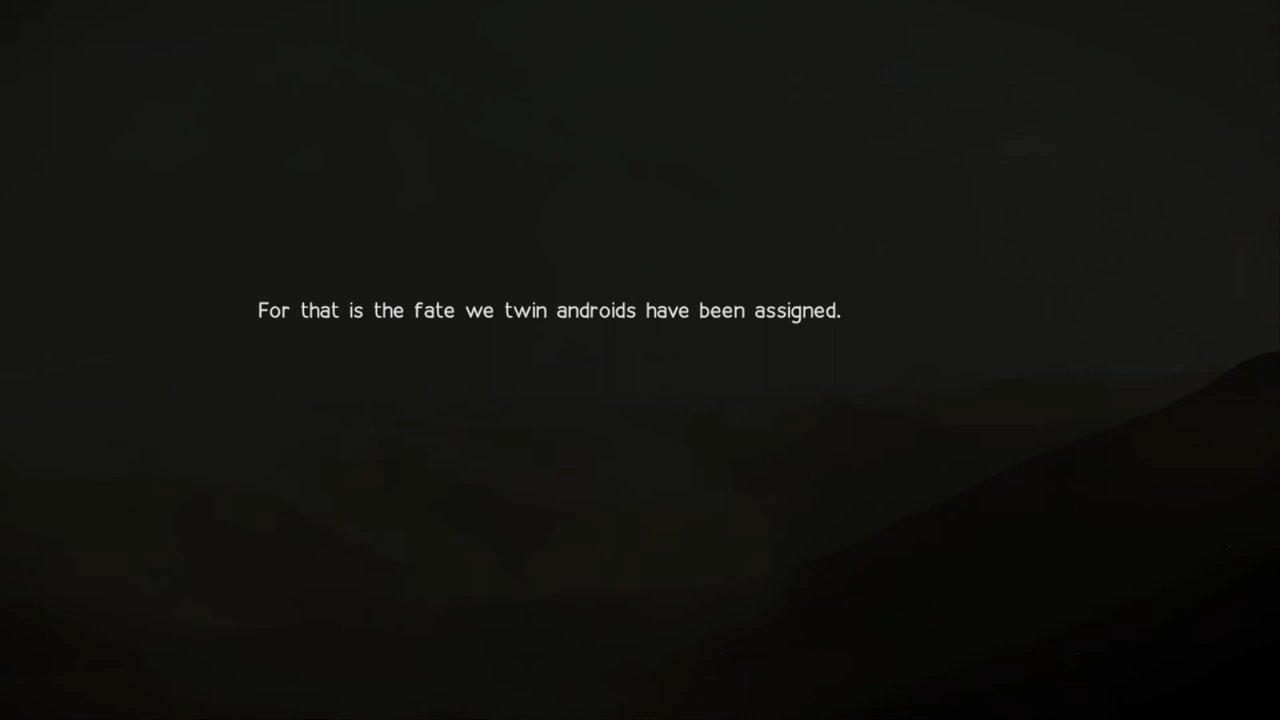 For that is the fate we twin androids have been assigned.